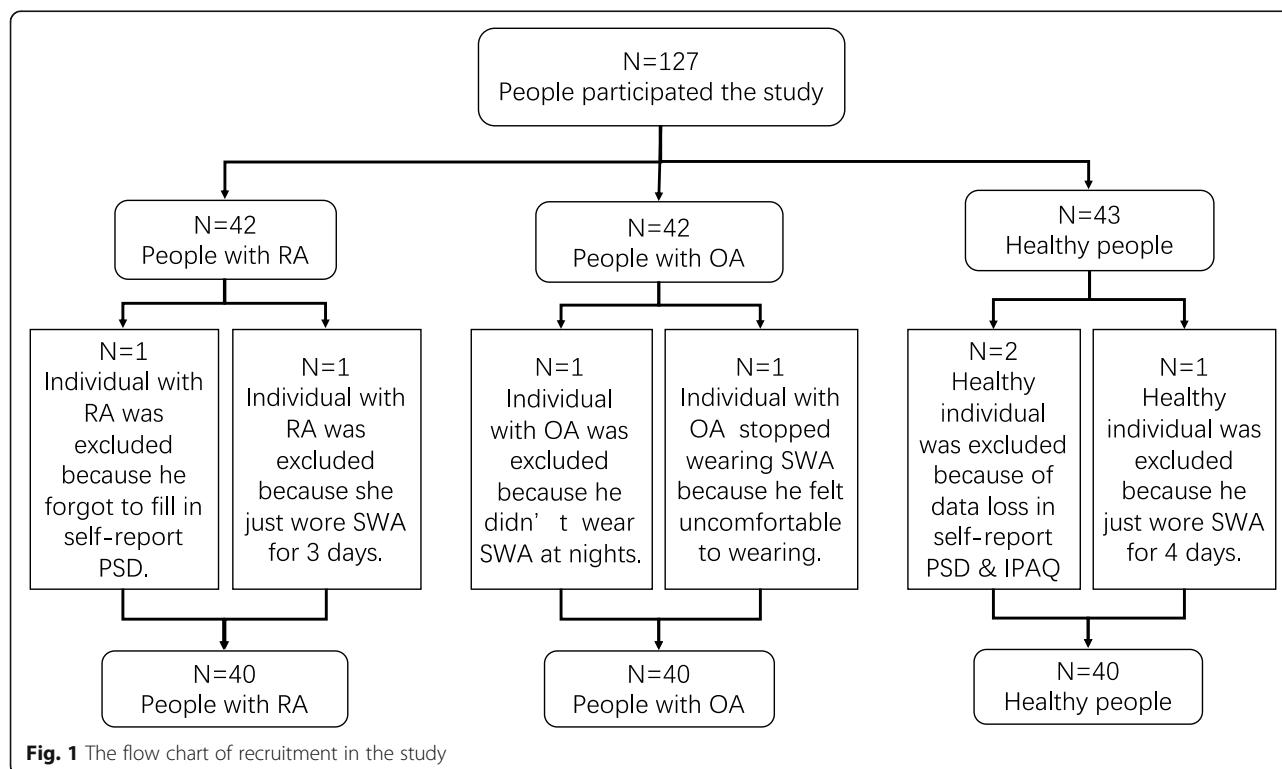 N=127
People participated the study
N=42
People with RA
N=42
People with OA
N=43
Healthy people
N=1
Individual with
RA was
excluded
because he
forgot to fill in
self-report
PSD.
N=1
Individual with
RA was
excluded
because she
just wore SWA
for 3 days.
N=1
Individual
with OA was
excluded
because he
didn't wear
SWA at nights.
N=1
Individual with
OA stopped
wearing SWA
because he felt
uncomfortable
to wearing.
N=2
Healthy
individual
was excluded
because of
data loss in
self-report
PSD & IPAQ
N=1
Healthy
individual was
excluded
because he
just wore SWA
for 4 days.
N=40
People with RA
N=40
People with OA
N=40
Healthy people
Fig. 1 The flow chart of recruitment in the study